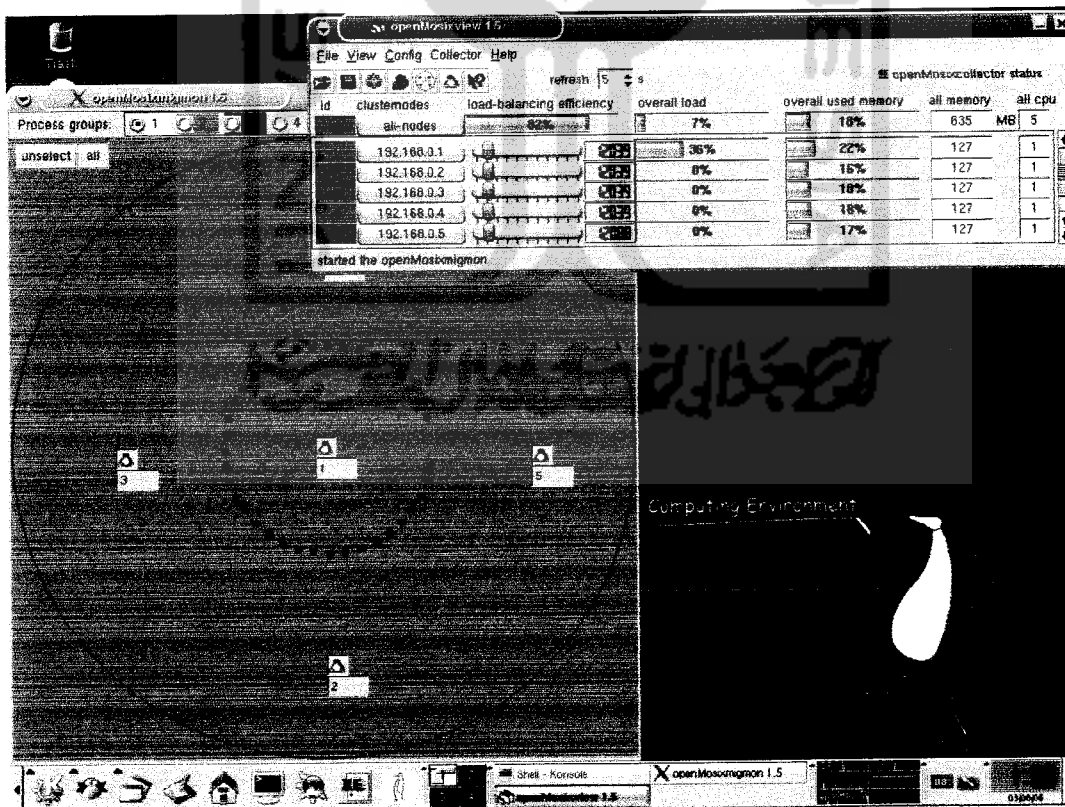 Trash
openMosixview 1.5
File View Config Collector Help
refresh 5 s
openMosixcollector status
id clusternodes load-balancing efficiency overall load overall used memory all memory all cpu
all-nodes 82% 7% 18% 635 MB 5
192.168.0.1 36% 22% 127 1
192.168.0.2 0% 16% 127 1
192.168.0.3 0% 18% 127 1
192.168.0.4 0% 18% 127 1
192.168.0.5 0% 17% 127 1
started the openMosixmigmon
openMosixmigmon 1.5
Process groups: 1 4
unselect all
3
1
5
2
Computing Environment
Shell - Konsole
openMosixmigmon 1.5
openMosixview 1.5